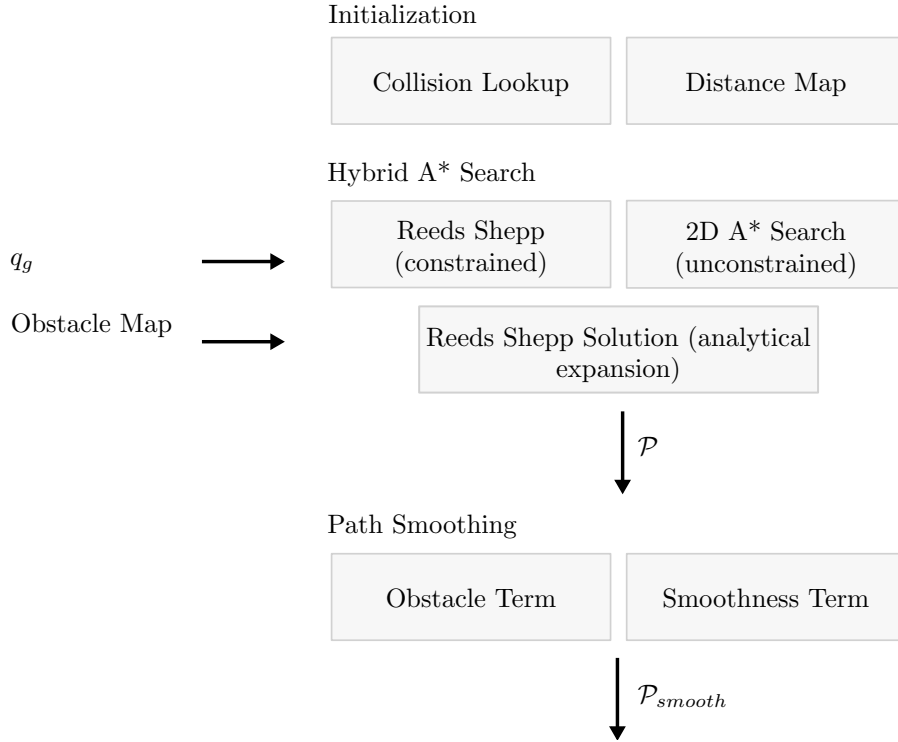 Initialization
Collision Lookup
Distance Map
Hybrid A* Search
Reeds Shepp
(constrained)
2D A* Search
(unconstrained)
q_g
Obstacle Map
Reeds Shepp Solution (analytical
expansion)
𝒫
Path Smoothing
Obstacle Term
Smoothness Term
𝒫_smooth